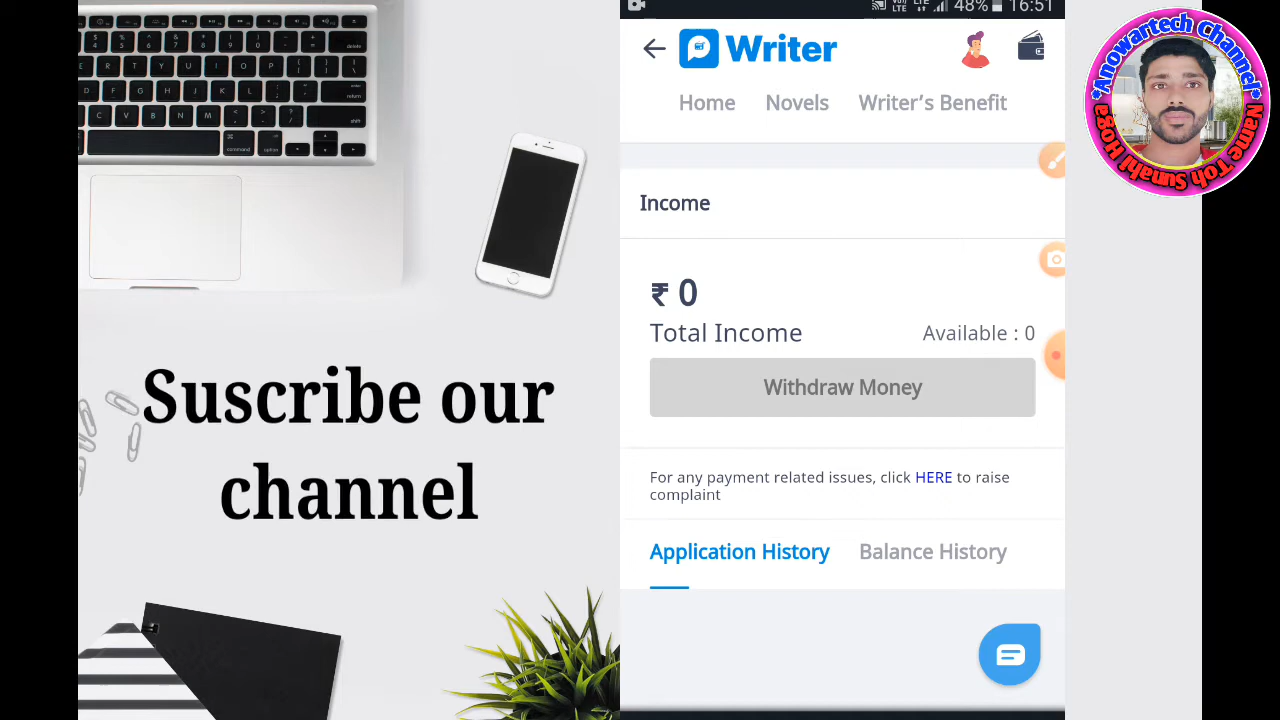 Suscribe our
channel
48% 16:51
Writer
Home Novels Writer's Benefit
Income
₹ 0
Total Income
Available : 0
Withdraw Money
For any payment related issues, click HERE to raise
complaint
Application History Balance History
*Anowartech Channel*
Name Toh Sunahi Hoga